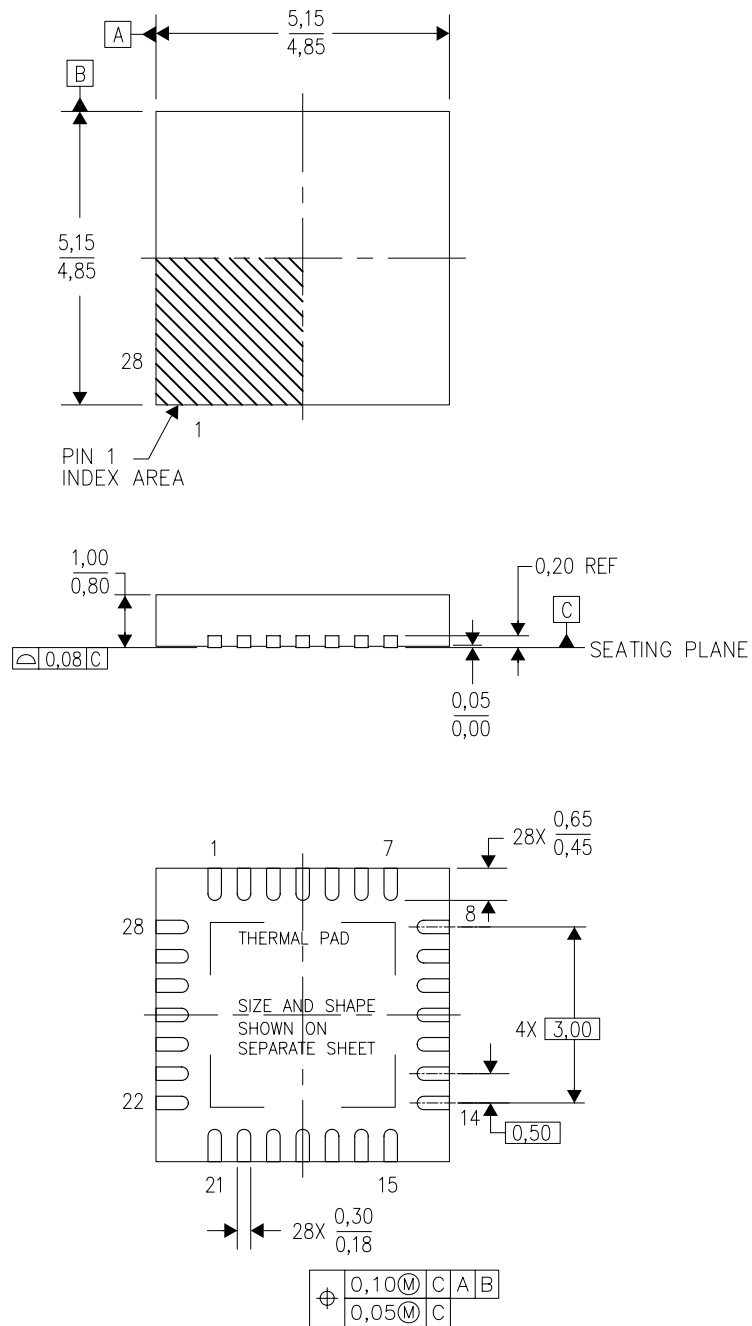 5,15
4,85
A
B
5,15
4,85
28
1
PIN 1
INDEX AREA
1,00
0,80
0,20 REF
C
SEATING PLANE
⌓ 0,08 C
0,05
0,00
28X 0,65
0,45
1
7
28
8
THERMAL PAD
SIZE AND SHAPE
SHOWN ON
SEPARATE SHEET
4X 3,00
22
14
0,50
21
15
28X 0,30
0,18
⌖ 0,10Ⓜ C A B
0,05Ⓜ C